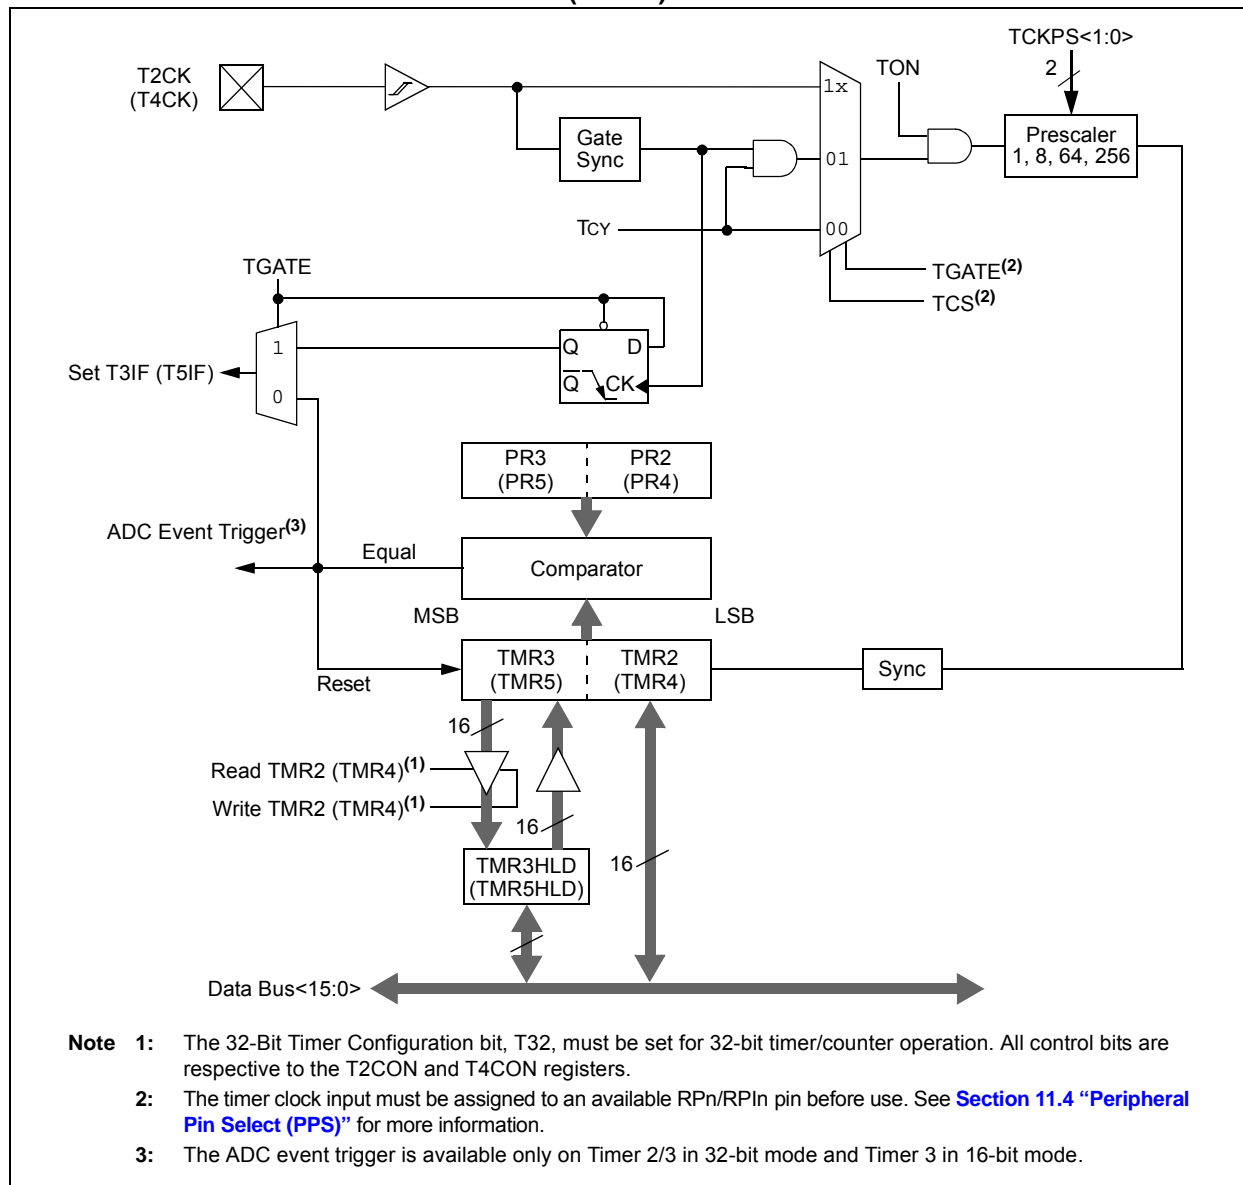 TCKPS<1:0>
2
T2CK
(T4CK)
TON
1x
Gate
Sync
01
Prescaler
1, 8, 64, 256
TCY
00
TGATE
TGATE(2)
TCS(2)
1
Q
D
Set T3IF (T5IF)
Q
CK
0
PR3
(PR5)
PR2
(PR4)
ADC Event Trigger(3)
Equal
Comparator
MSB
LSB
TMR3
(TMR5)
TMR2
(TMR4)
Sync
Reset
16
Read TMR2 (TMR4)(1)
Write TMR2 (TMR4)(1)
16
16
TMR3HLD
(TMR5HLD)
Data Bus<15:0>
Note 1: The 32-Bit Timer Configuration bit, T32, must be set for 32-bit timer/counter operation. All control bits are
respective to the T2CON and T4CON registers.
2: The timer clock input must be assigned to an available RPn/RPIn pin before use. See Section 11.4 “Peripheral
Pin Select (PPS)” for more information.
3: The ADC event trigger is available only on Timer 2/3 in 32-bit mode and Timer 3 in 16-bit mode.